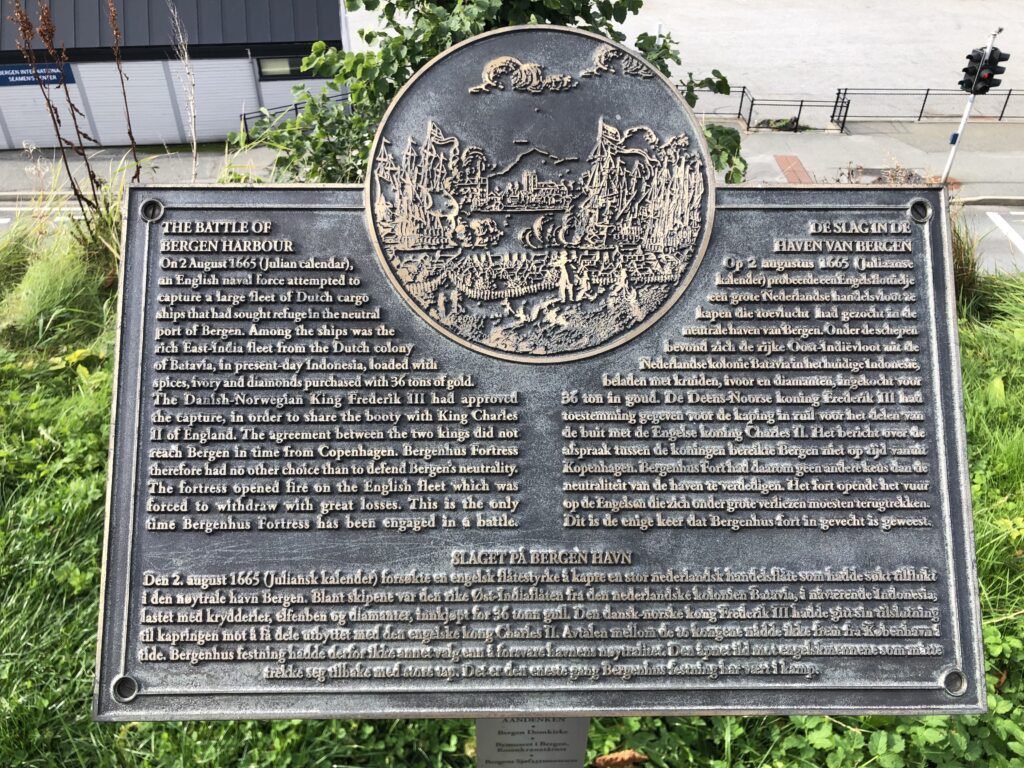 BERGEN INTERNATIONAL
SEAMEN'S CENTER
THE BATTLE OF
BERGEN HARBOUR
On 2 August 1665 (Julian calendar),
an English naval force attempted to
capture a large fleet of Dutch cargo
ships that had sought refuge in the neutral
port of Bergen. Among the ships was the
rich East-India fleet from the Dutch colony
of Batavia, in present-day Indonesia, loaded with
spices, ivory and diamonds purchased with 36 tons of gold.
The Danish-Norwegian King Frederik III had approved
the capture, in order to share the booty with King Charles
II of England. The agreement between the two kings did not
reach Bergen in time from Copenhagen. Bergenhus Fortress
therefore had no other choice than to defend Bergen's neutrality.
The fortress opened fire on the English fleet which was
forced to withdraw with great losses. This is the only
time Bergenhus Fortress has been engaged in a battle.
DE SLAG IN DE
HAVEN VAN BERGEN
Op 2 augustus 1665 (Juliaanse
kalender) probeerde een Engels flottielje
een grote Nederlandse handelsvloot te
kapen die toevlucht had gezocht in de
neutrale haven van Bergen. Onder de schepen
bevond zich de rijke Oost-Indiëvloot uit de
Nederlandse kolonie Batavia in het huidige Indonesie,
beladen met kruiden, ivoor en diamanten, ingekocht voor
36 ton in goud. De Deens-Noorse koning Frederik III had
toestemming gegeven voor de kaping in ruil voor het delen van
de buit met de Engelse koning Charles II. Het bericht over de
afspraak tussen de koningen bereikte Bergen niet op tijd vanuit
Kopenhagen. Bergenhus Fort had daarom geen andere keus dan de
neutraliteit van de haven te verdedigen. Het fort opende het vuur
op de Engelsen die zich onder grote verliezen moesten terugtrekken.
Dit is de enige keer dat Bergenhus fort in gevecht is geweest.
SLAGET PÅ BERGEN HAVN
Den 2. august 1665 (Juliansk kalender) forsøkte en engelsk flåtestyrke å kapre en stor nederlandsk handelsflåte som hadde søkt tilflukt
i den nøytrale havn Bergen. Blant skipene var den rike Øst-Indiaflåten fra den nederlandske kolonien Batavia, i nåværende Indonesia,
lastet med krydderier, elfenben og diamanter, innkjøpt for 36 tonn gull. Den dansk-norske kong Frederik III hadde gitt sin tilslutning
til kapringen mot å få dele utbyttet med den engelske kong Charles II. Avtalen mellom de to kongene nådde ikke frem fra København i
tide. Bergenhus festning hadde derfor ikke annet valg enn å forsvare havnens nøytralitet. Den åpnet ild mot engelskmennene som måtte
trekke seg tilbake med store tap. Det er den eneste gang Bergenhus festning har vært i kamp.
AANDENKEN
Bergen Domkirke
Bymuseet i Bergen,
Rosenkrantztårnet
Bergens Sjøfartsmuseum